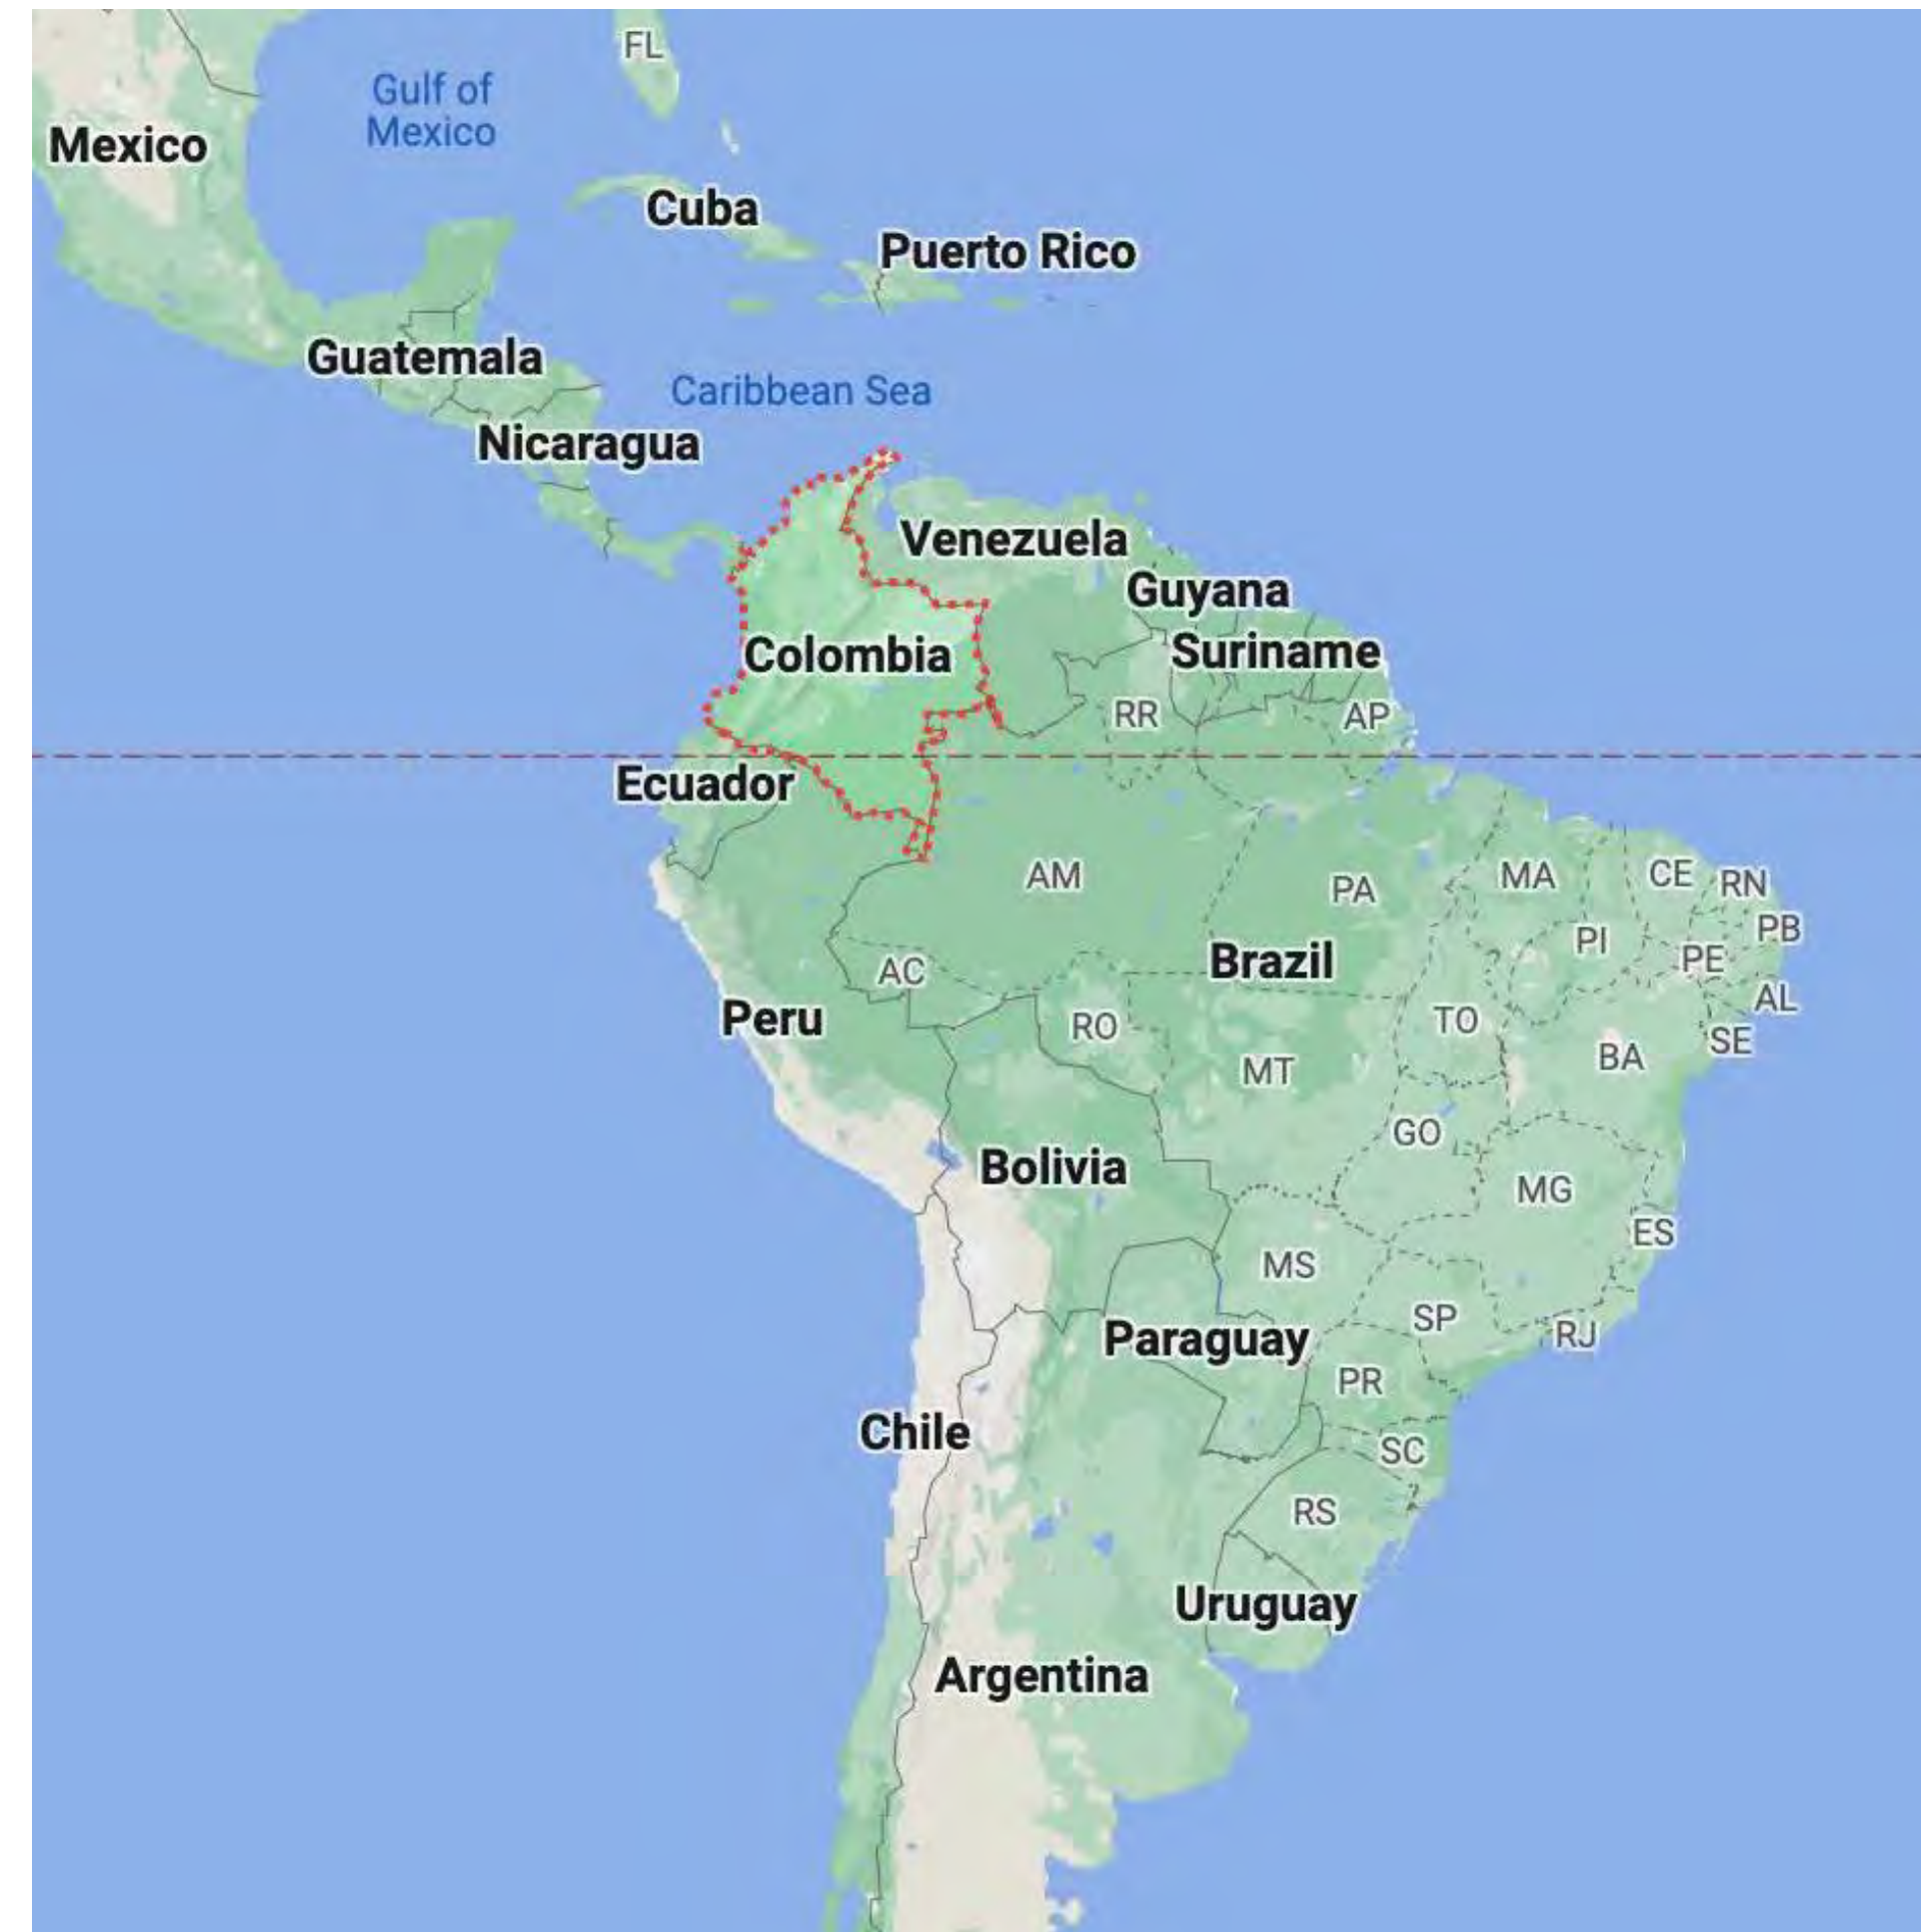 FL
Gulf of
Mexico
Mexico
Cuba
Puerto Rico
Guatemala
Caribbean Sea
Nicaragua
Venezuela
Guyana
Suriname
Colombia
RR
AP
Ecuador
AM
PA
MA
CE
RN
PB
PI
PE
Brazil
AC
AL
Peru
RO
TO
SE
MT
BA
GO
Bolivia
MG
ES
MS
SP
RJ
Paraguay
PR
Chile
SC
RS
Uruguay
Argentina